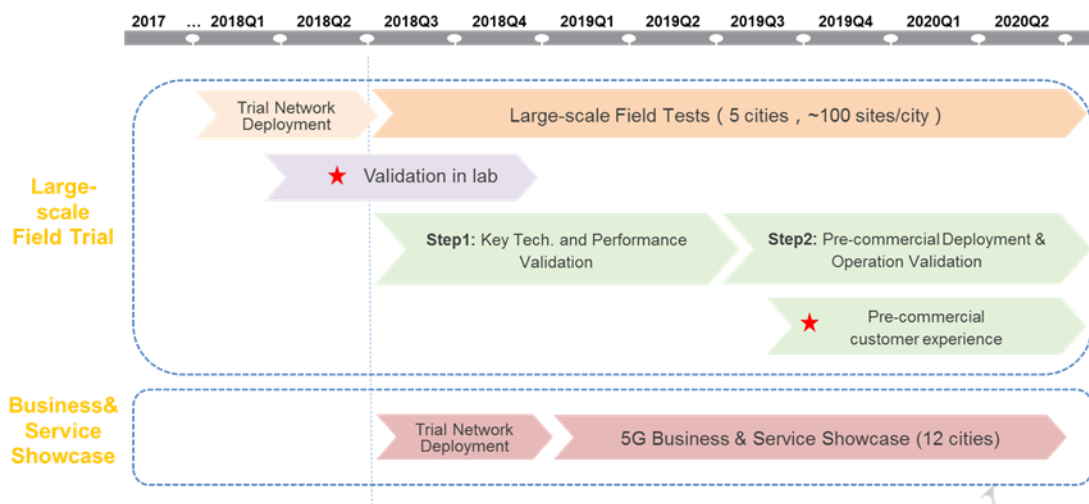 2017 ... 2018Q1 2018Q2 2018Q3 2018Q4 2019Q1 2019Q2 2019Q3 2019Q4 2020Q1 2020Q2
Trial Network
Deployment
Large-scale Field Tests ( 5 cities , ~100 sites/city )
Validation in lab
Large-
scale
Field Trial
Step1: Key Tech. and Performance
Validation
Step2: Pre-commercial Deployment &
Operation Validation
Pre-commercial
customer experience
Business&
Service
Showcase
Trial Network
Deployment
5G Business & Service Showcase (12 cities)